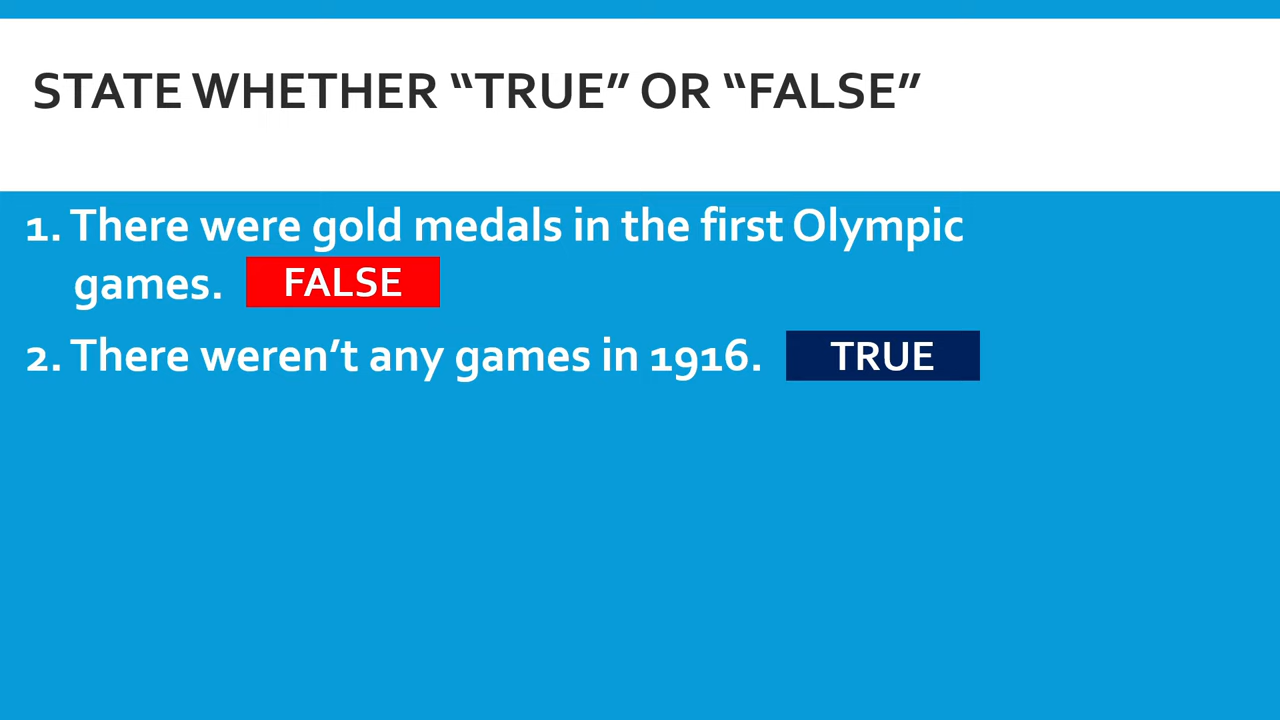 STATE WHETHER “TRUE” OR “FALSE”
1. There were gold medals in the first Olympic
games. FALSE
2. There weren’t any games in 1916. TRUE